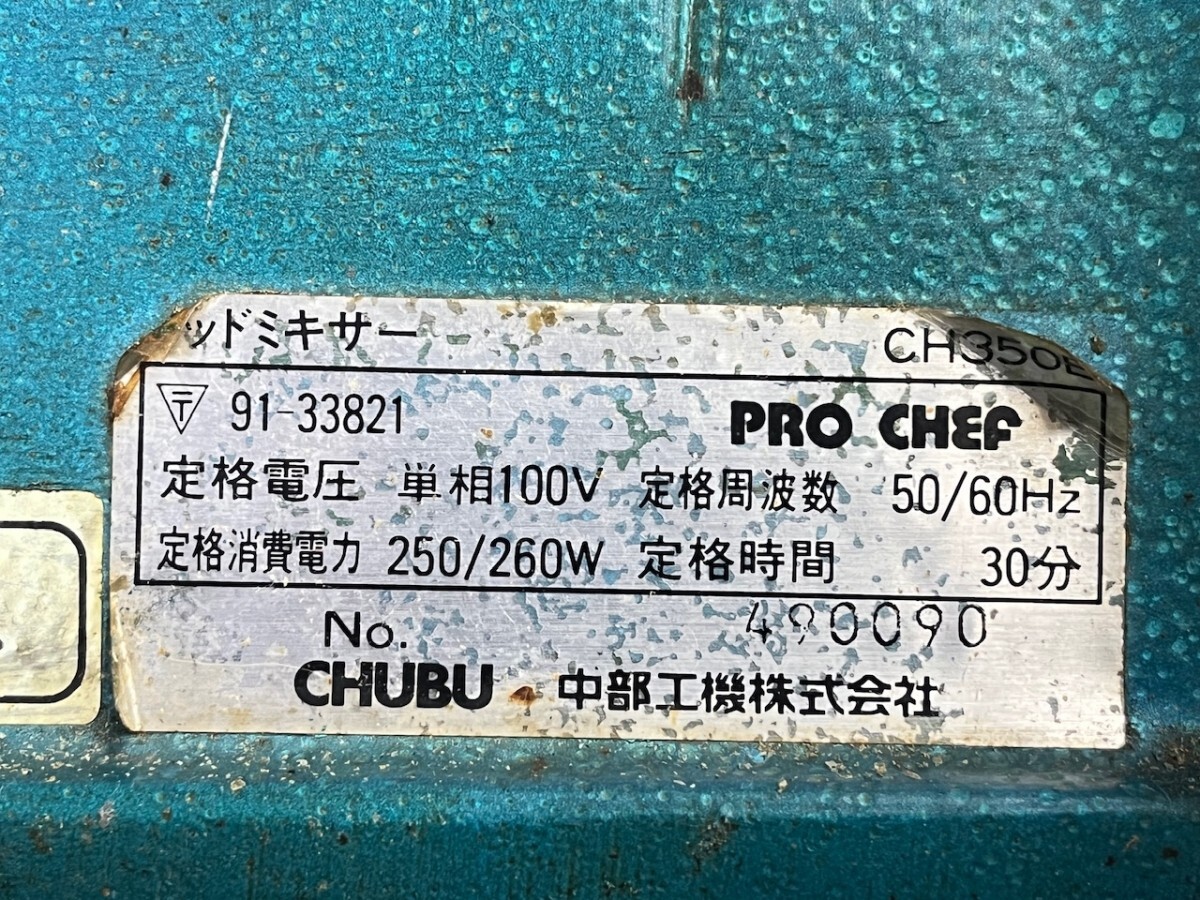 ッドミキサー CH350E
〒 91-33821 PRO CHEF
定格電圧 単相100V 定格周波数 50/60Hz
定格消費電力 250/260W 定格時間 30分
No. 490090
CHUBU 中部工機株式会社